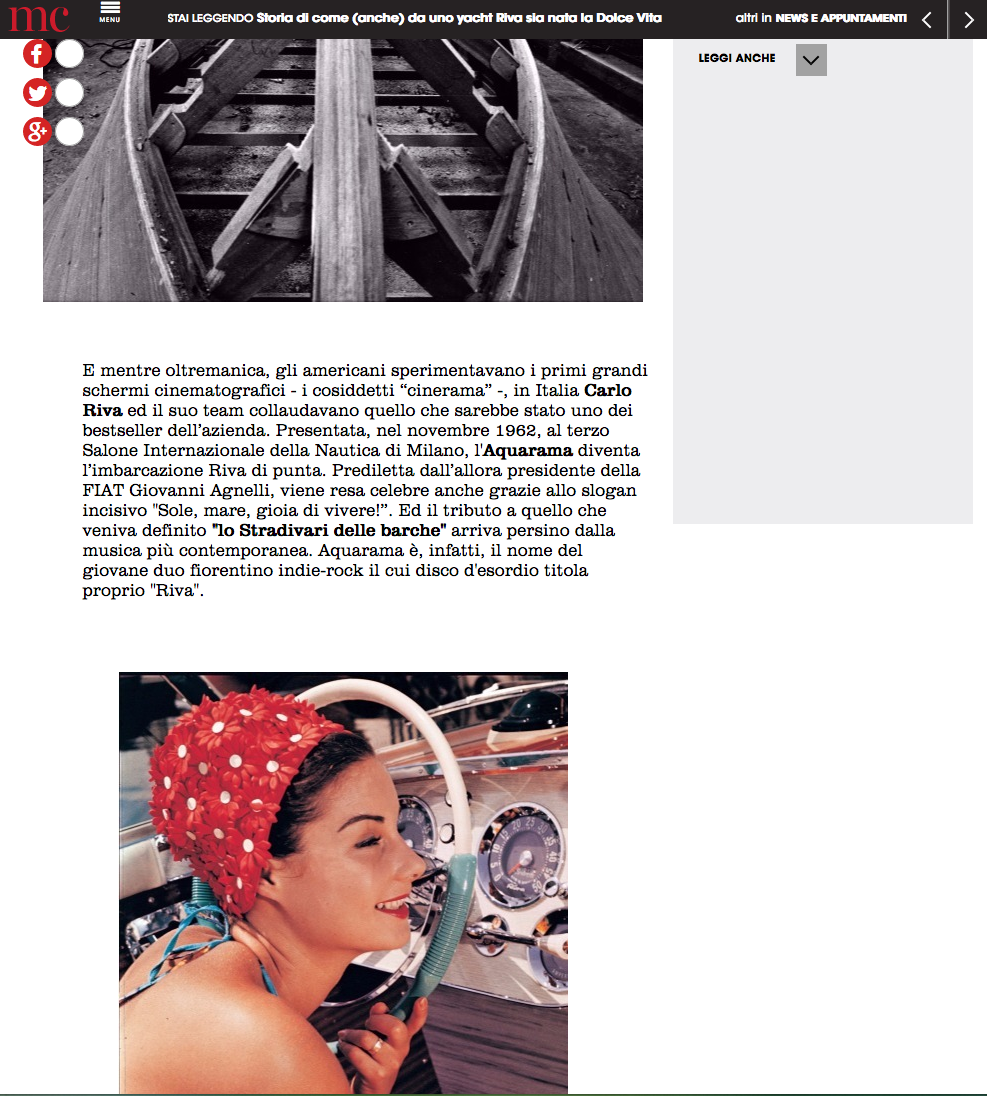 mc
MENU
STAI LEGGENDO Storia di come (anche) da uno yacht Riva sia nata la Dolce Vita
altri in NEWS E APPUNTAMENTI
LEGGI ANCHE
E mentre oltremanica, gli americani sperimentavano i primi grandi
schermi cinematografici - i cosiddetti “cinerama” -, in Italia Carlo
Riva ed il suo team collaudavano quello che sarebbe stato uno dei
bestseller dell’azienda. Presentata, nel novembre 1962, al terzo
Salone Internazionale della Nautica di Milano, l'Aquarama diventa
l’imbarcazione Riva di punta. Prediletta dall’allora presidente della
FIAT Giovanni Agnelli, viene resa celebre anche grazie allo slogan
incisivo "Sole, mare, gioia di vivere!”. Ed il tributo a quello che
veniva definito "lo Stradivari delle barche" arriva persino dalla
musica più contemporanea. Aquarama è, infatti, il nome del
giovane duo fiorentino indie-rock il cui disco d'esordio titola
proprio "Riva".